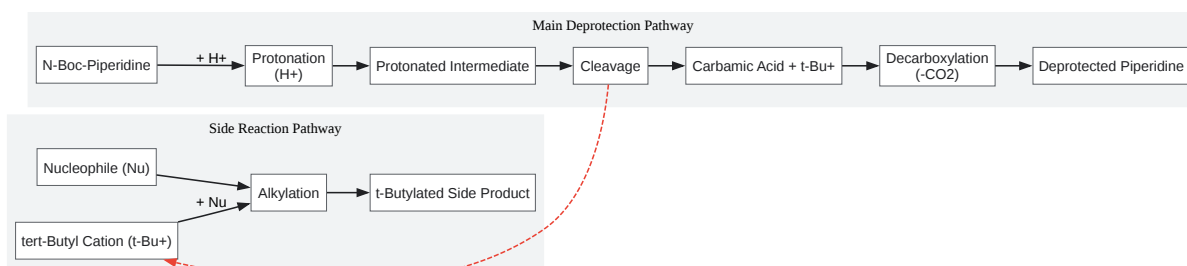 Main Deprotection Pathway
N-Boc-Piperidine
+ H+
Protonation
(H+)
Protonated Intermediate
Cleavage
Carbamic Acid + t-Bu+
Decarboxylation
(-CO2)
Deprotected Piperidine
Side Reaction Pathway
Nucleophile (Nu)
+ Nu
Alkylation
t-Butylated Side Product
tert-Butyl Cation (t-Bu+)